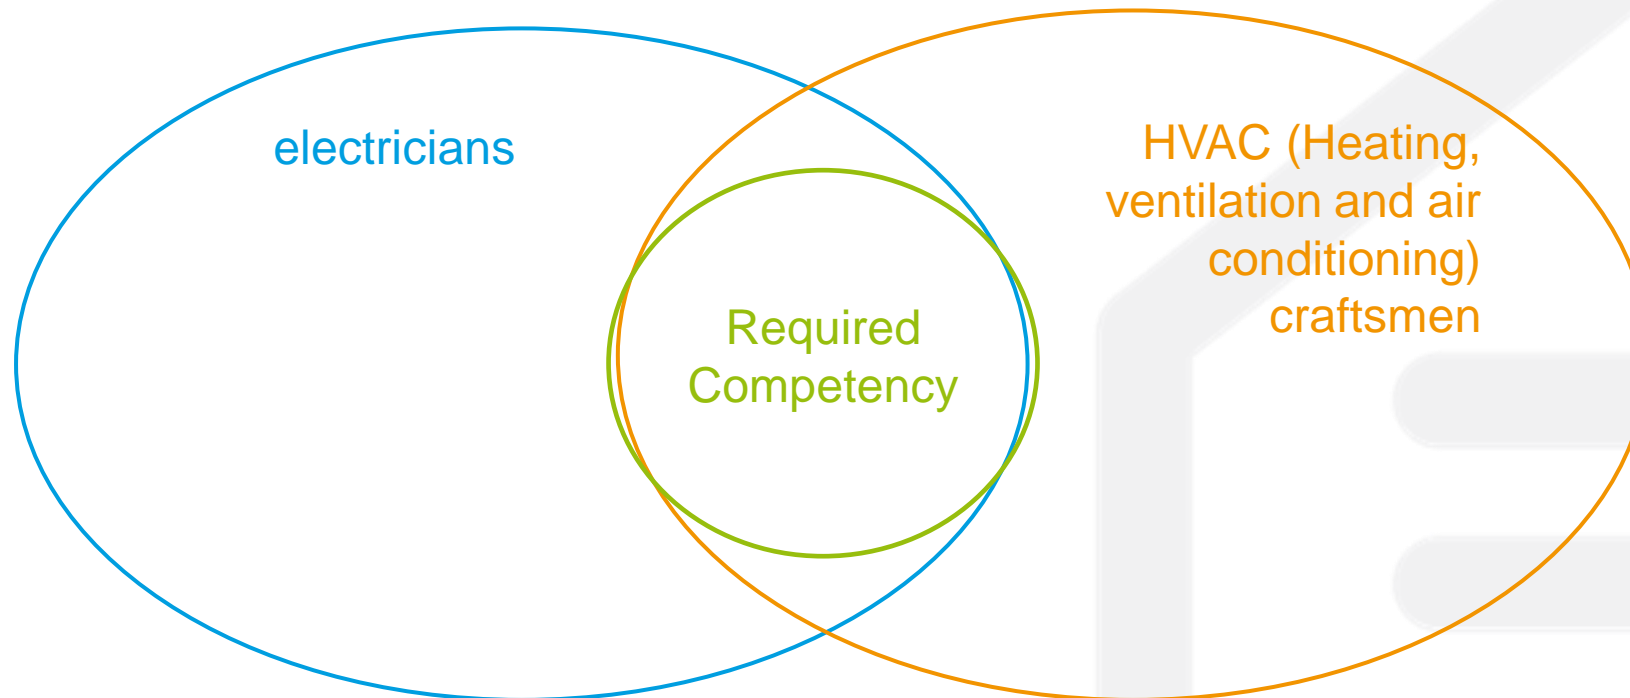 electricians
HVAC (Heating,
ventilation and air
conditioning)
craftsmen
Required
Competency